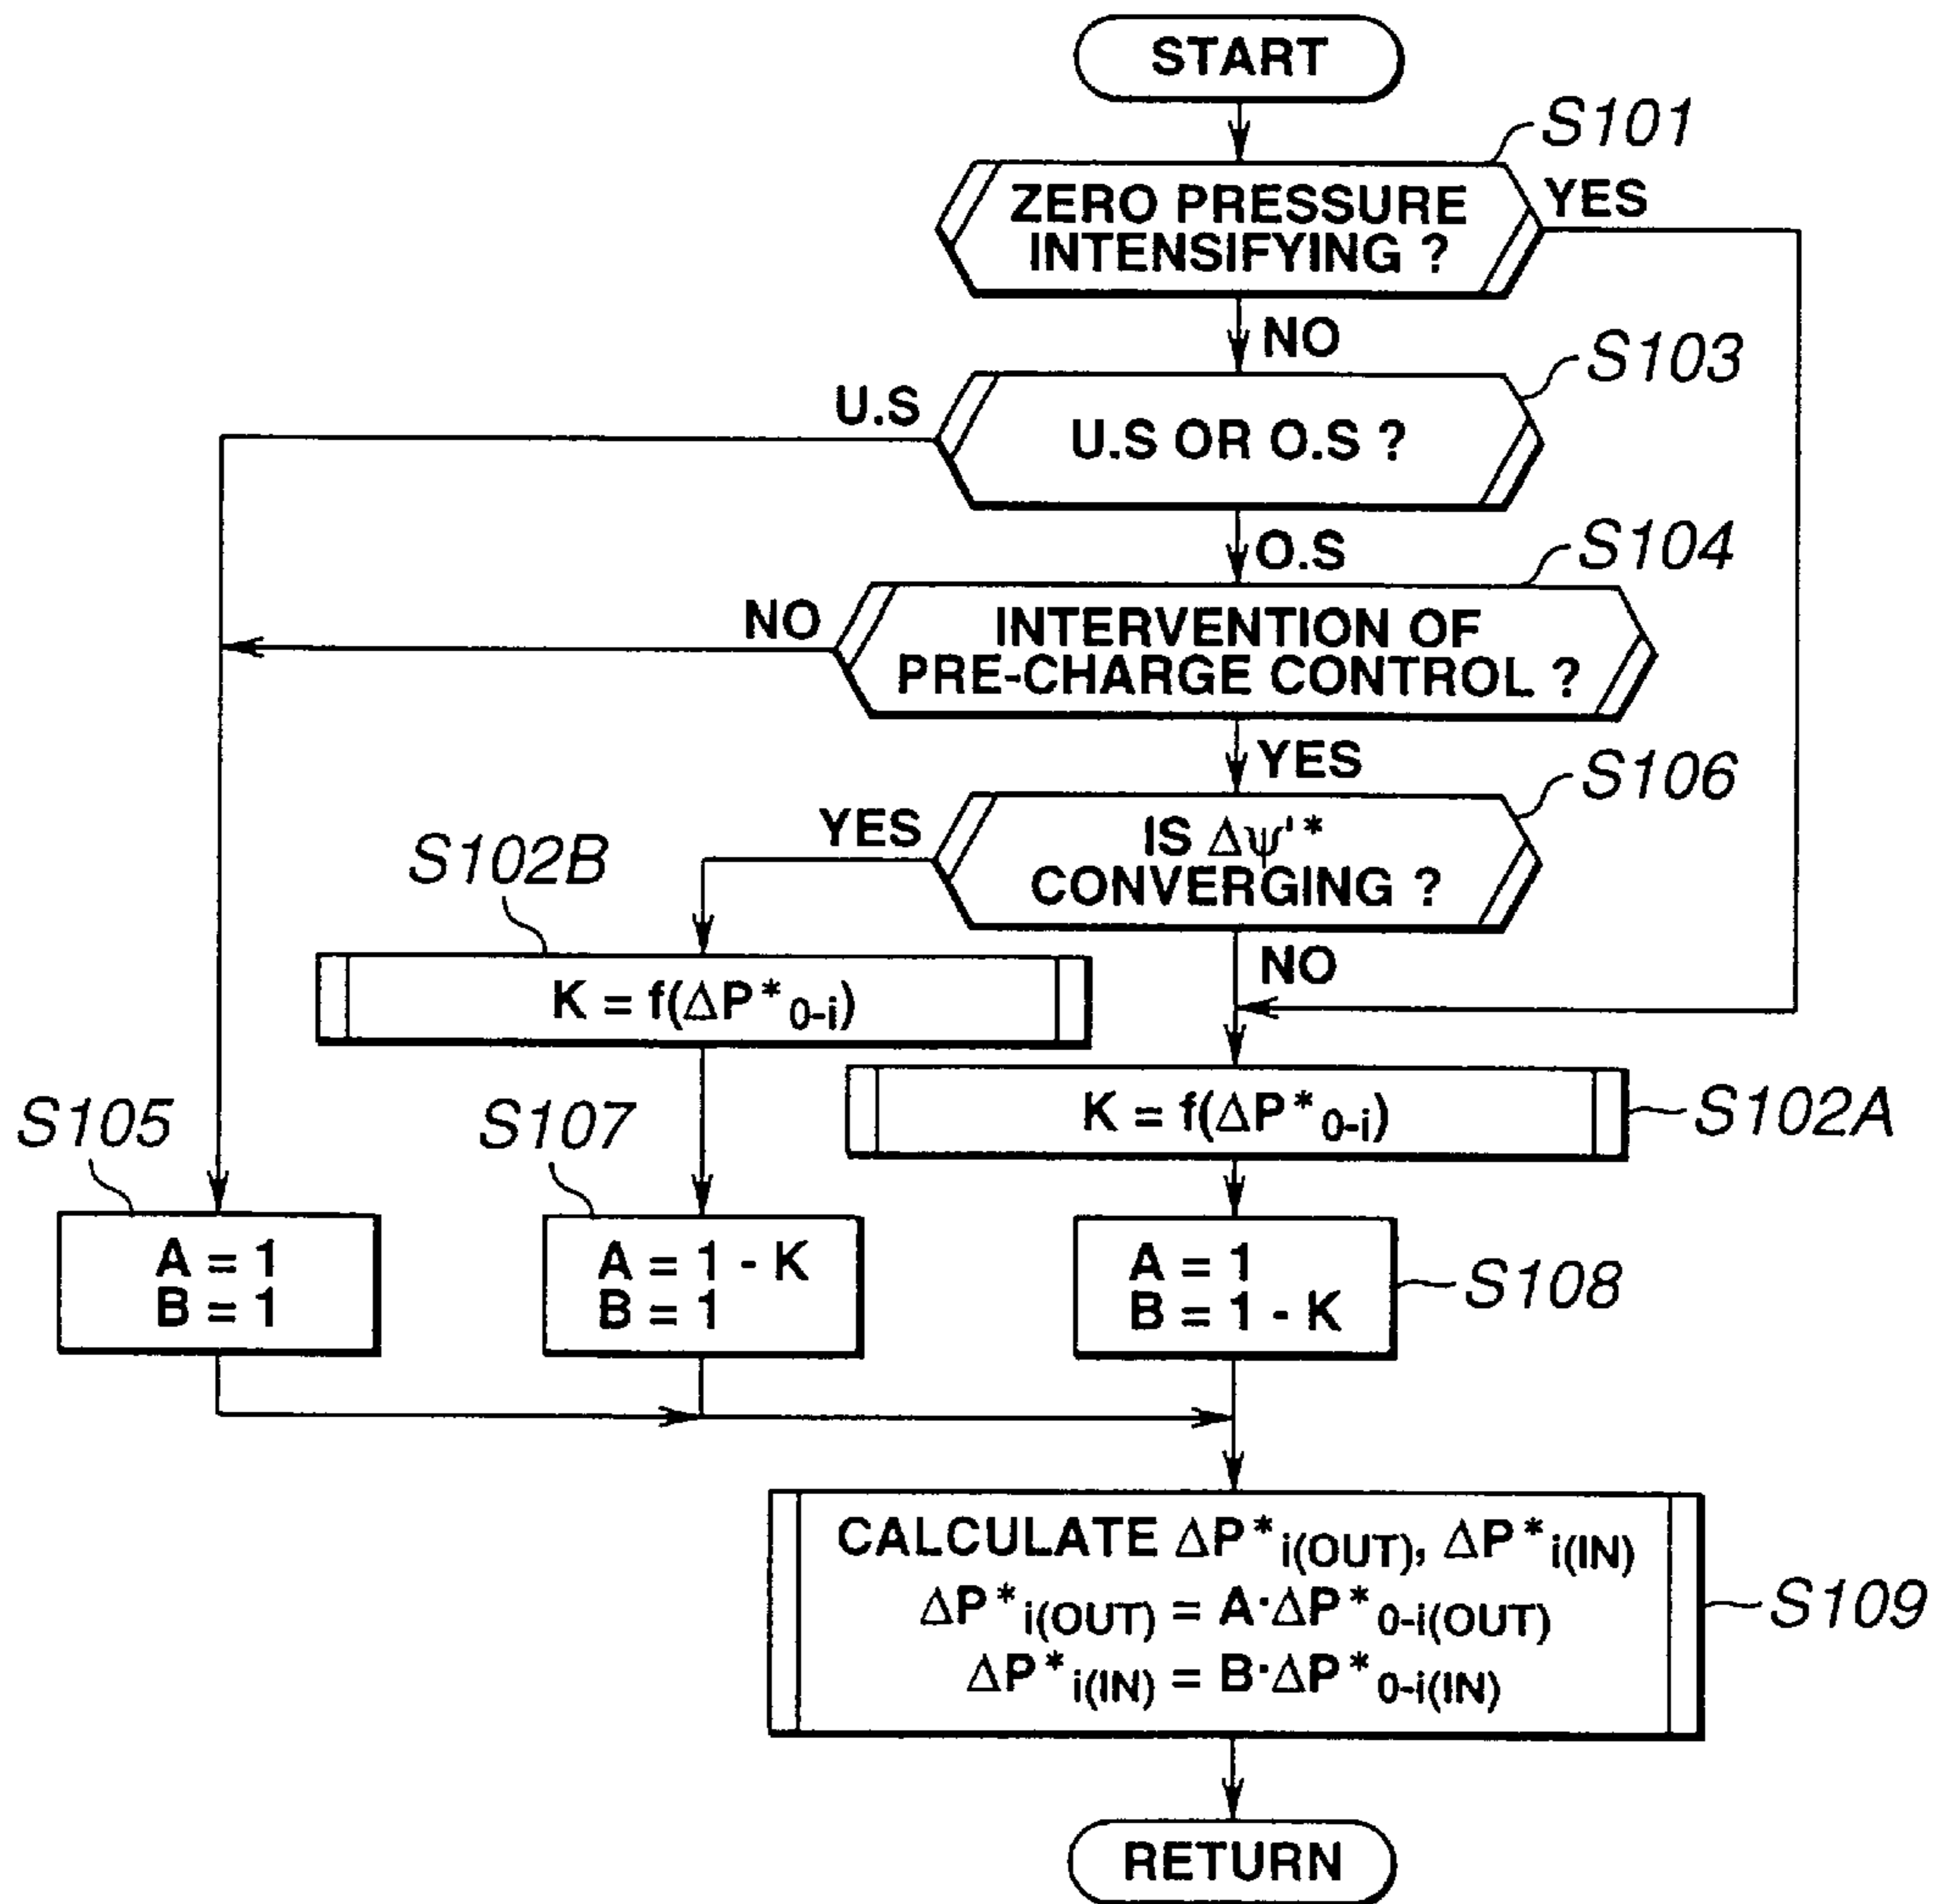 START
S101
ZERO PRESSURE
INTENSIFYING ?
YES
NO
S103
U.S
U.S OR O.S ?
O.S
S104
NO
INTERVENTION OF
PRE-CHARGE CONTROL ?
YES
S106
YES
IS Δψ'*
CONVERGING ?
S102B
NO
K = f(ΔP*0-i)
K = f(ΔP*0-i)
S102A
S105
S107
A = 1
B = 1
A = 1 - K
B = 1
A = 1
B = 1 - K
S108
CALCULATE ΔP*i(OUT), ΔP*i(IN)
ΔP*i(OUT) = A·ΔP*0-i(OUT)
ΔP*i(IN) = B·ΔP*0-i(IN)
S109
RETURN